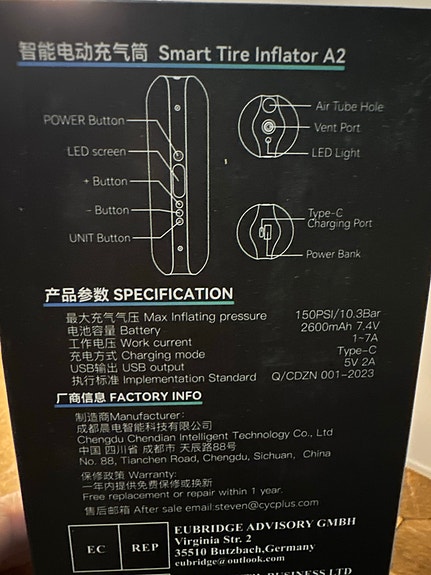 智能电动充气筒 Smart Tire Inflator A2
POWER Button
LED screen
+ Button
– Button
UNIT Button
Air Tube Hole
Vent Port
LED Light
Type-C
Charging Port
Power Bank
产品参数 SPECIFICATION
最大充气气压 Max Inflating pressure 150PSI/10.3Bar
电池容量 Battery 2600mAh 7.4V
工作电压 Work current 1~7A
充电方式 Charging mode Type-C
USB输出 USB output 5V 2A
执行标准 Implementation Standard Q/CDZN 001-2023
厂商信息 FACTORY INFO
制造商Manufacturer:
成都晨电智能科技有限公司
Chengdu Chendian Intelligent Technology Co., Ltd
中国 四川省 成都市 天辰路88号
No. 88, Tianchen Road, Chengdu, Sichuan, China
保修政策 Warranty:
一年内提供免费保修或换新
Free replacement or repair within 1 year.
售后邮箱 After sale email:steven@cycplus.com
EC REP
EUBRIDGE ADVISORY GMBH
Virginia Str. 2
35510 Butzbach,Germany
eubridge@outlook.com
BUSINESS LTD